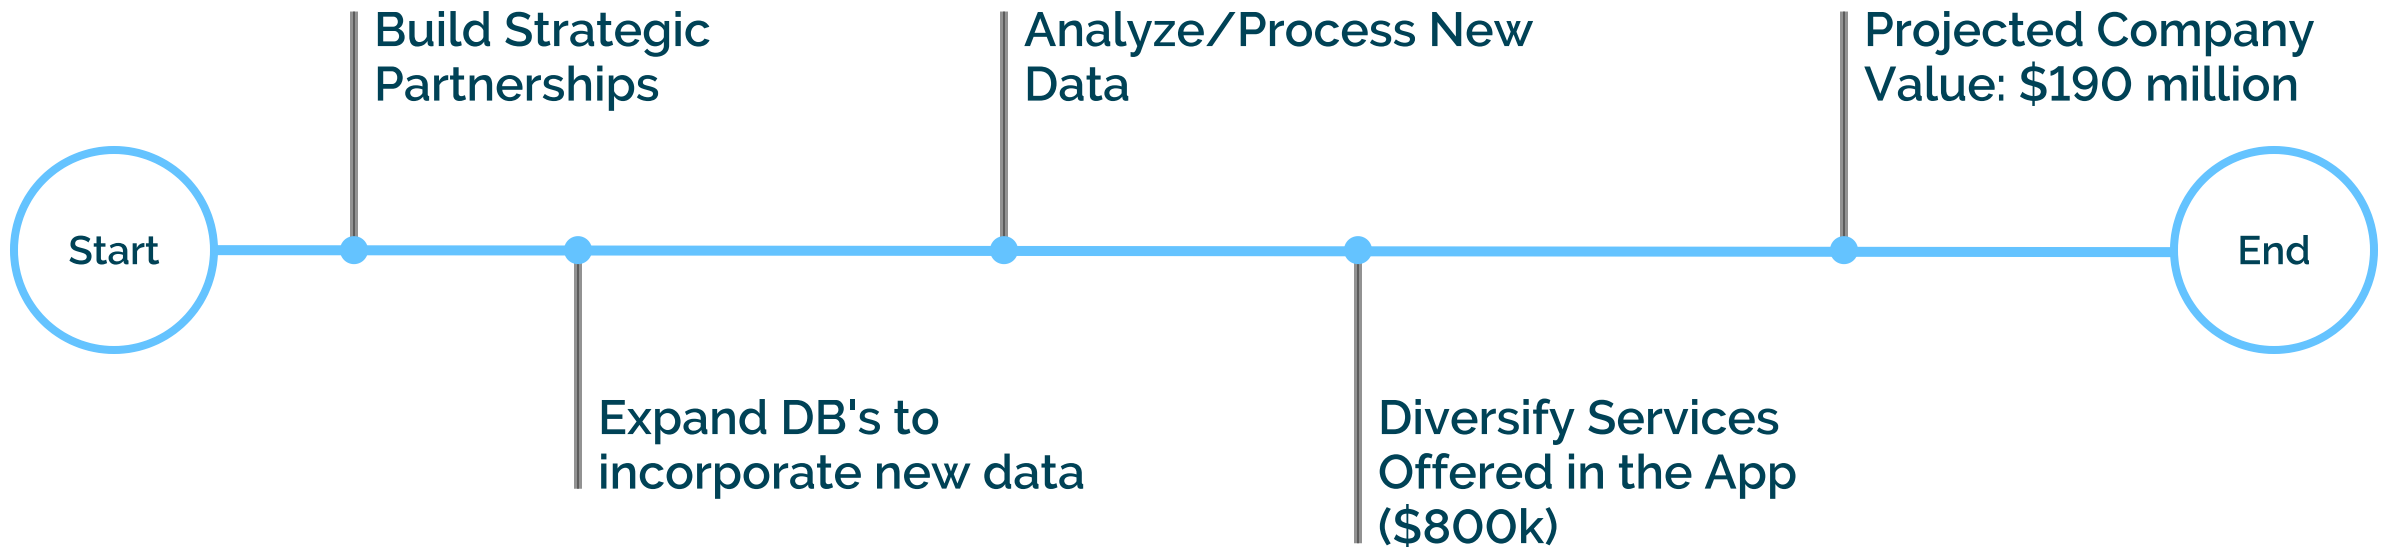 Start
Build Strategic
Partnerships
Expand DB's to
incorporate new data
Analyze/Process New
Data
Diversify Services
Offered in the App
($800k)
Projected Company
Value: $190 million
End